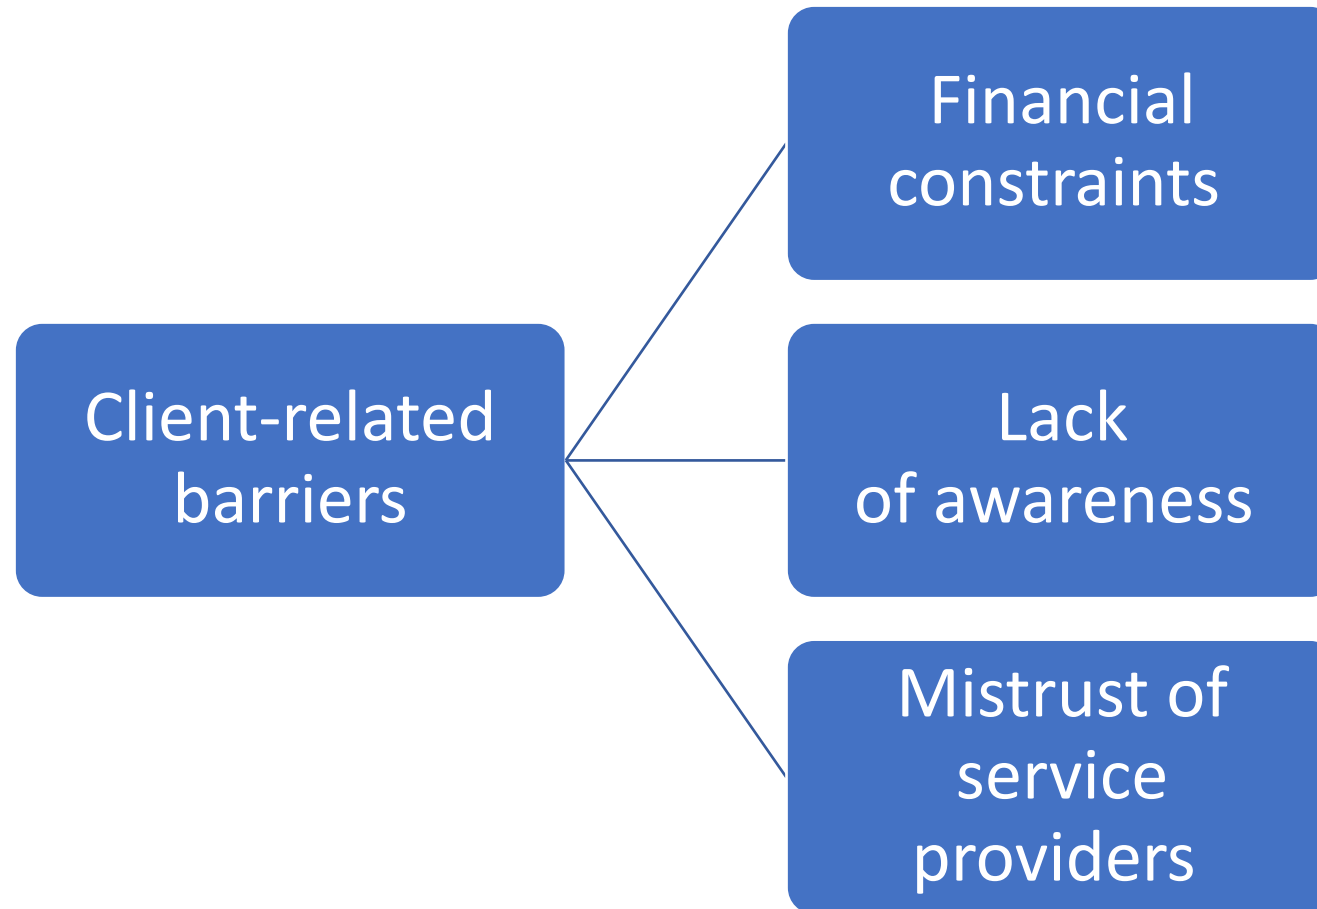 Client-related
barriers
Financial
constraints
Lack
of awareness
Mistrust of
service
providers